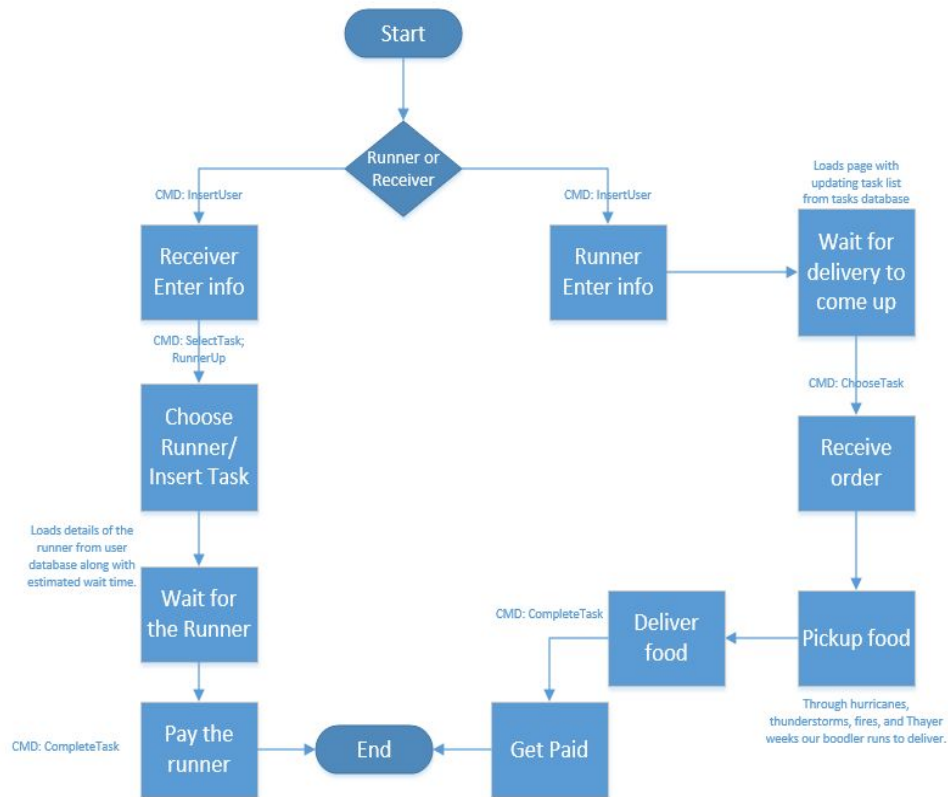 Start
Runner or
Receiver
CMD: InsertUser
CMD: InsertUser
Loads page with
updating task list
from tasks database
Receiver
Enter info
Runner
Enter info
Wait for
delivery to
come up
CMD: SelectTask;
RunnerUp
CMD: ChooseTask
Choose
Runner/
Insert Task
Receive
order
Loads details of the
runner from user
database along with
estimated wait time.
Wait for
the Runner
CMD: CompleteTask
Deliver
food
Pickup food
Through hurricanes,
thunderstorms, fires, and Thayer
weeks our boodler runs to deliver.
CMD: CompleteTask
Pay the
runner
End
Get Paid